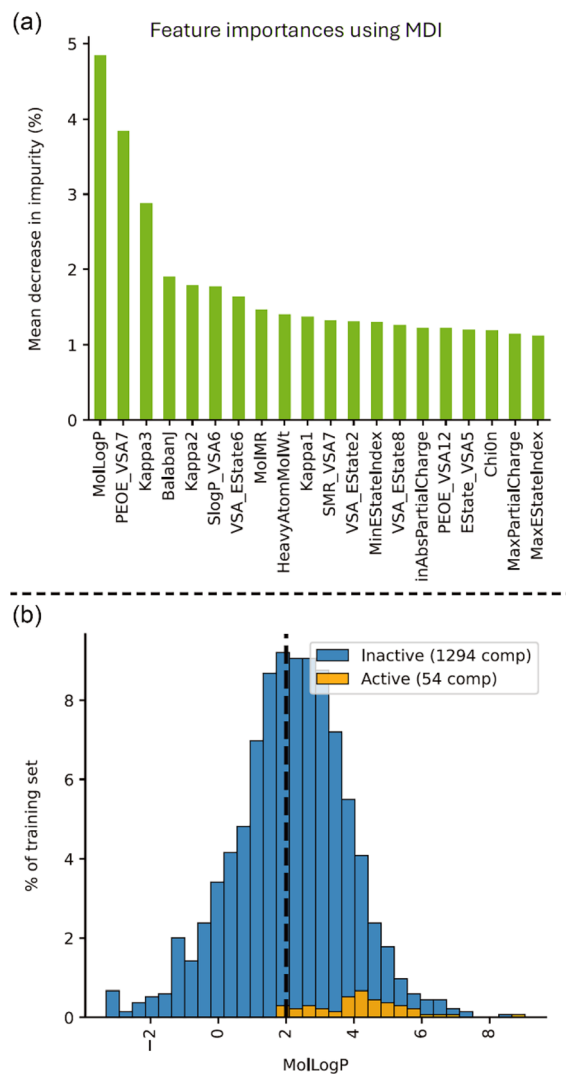 (a)
Feature importances using MDI
Mean decrease in impurity (%)
5
4
3
2
1
0
MolLogP
PEOE_VSA7
Kappa3
BalabanJ
Kappa2
SlogP_VSA6
VSA_EState6
MolMR
HeavyAtomMolWt
Kappa1
SMR_VSA7
VSA_EState2
MinEStateIndex
VSA_EState8
inAbsPartialCharge
PEOE_VSA12
EState_VSA5
Chi0n
MaxPartialCharge
MaxEStateIndex
(b)
Inactive (1294 comp)
Active (54 comp)
% of training set
8
6
4
2
0
−2
0
2
4
6
8
MolLogP